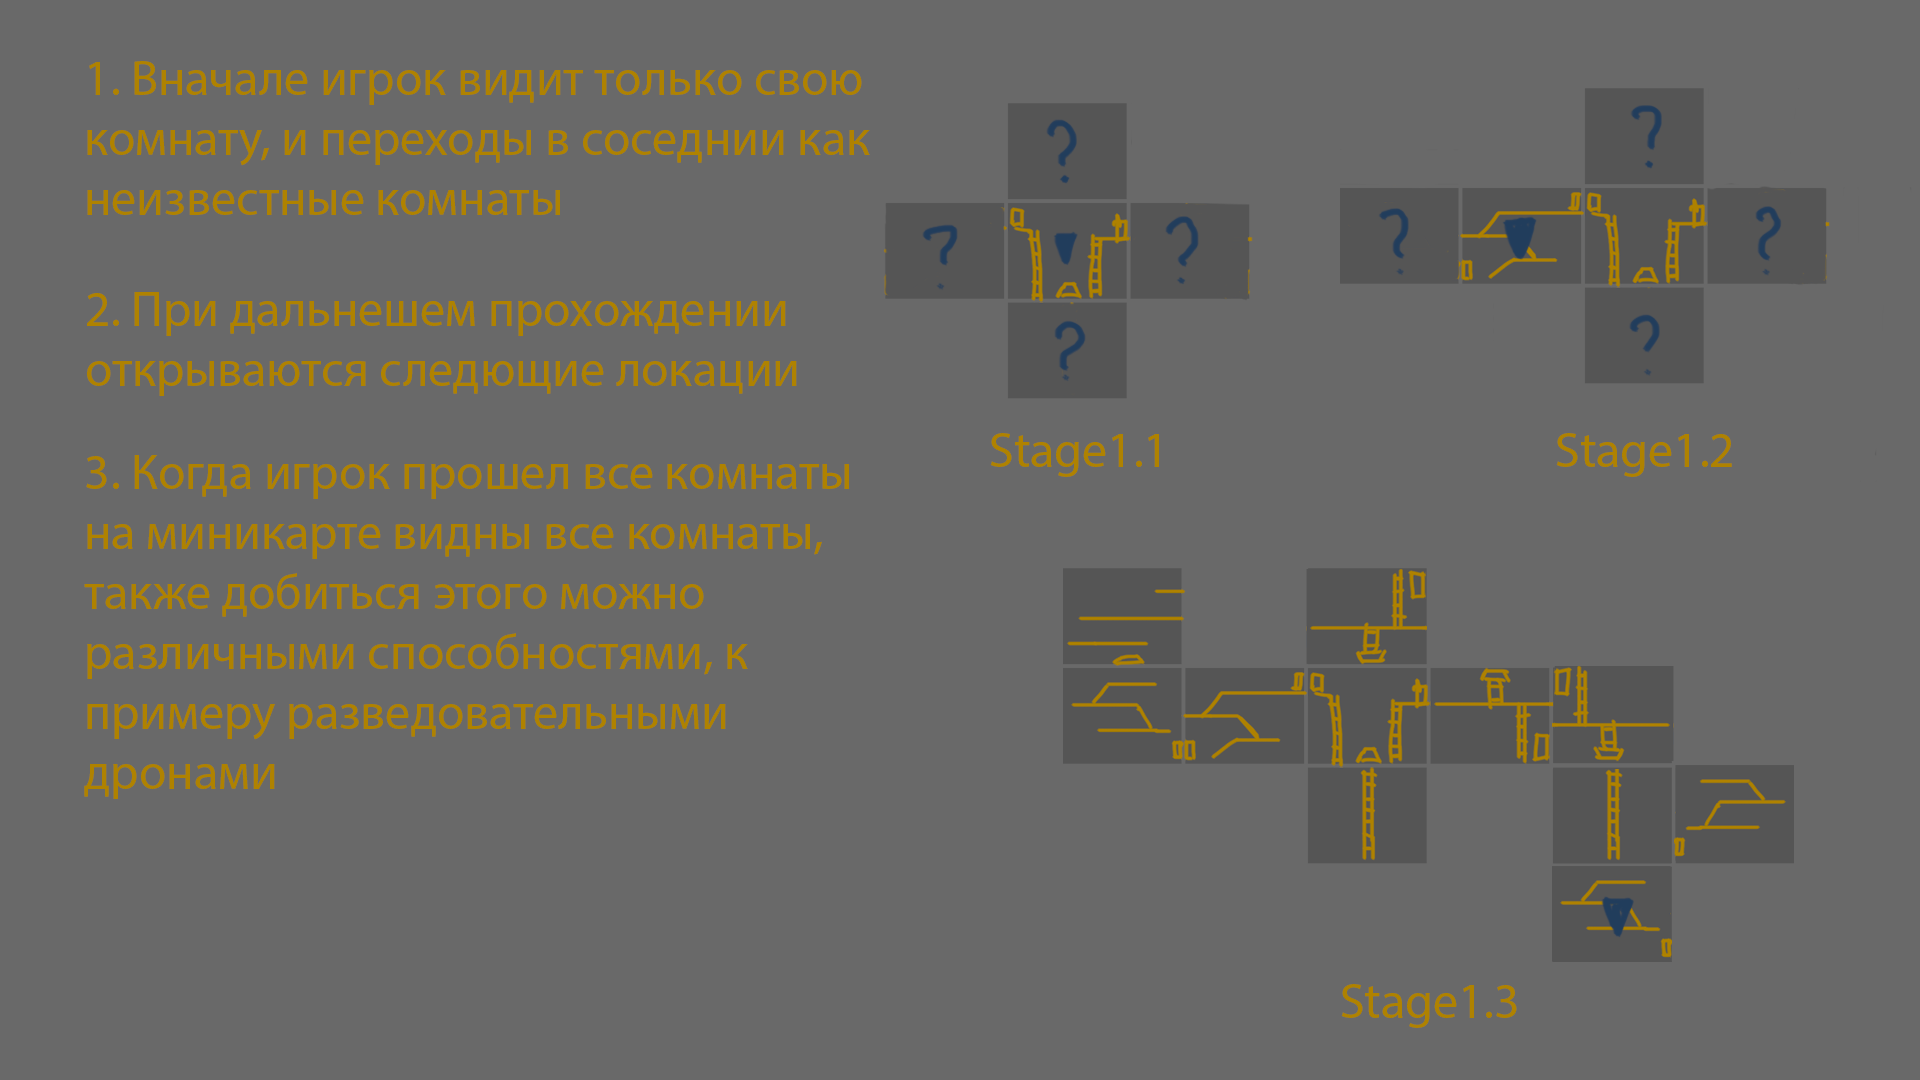 1. Вначале игрок видит только свою
комнату, и переходы в соседнии как
неизвестные комнаты
2. При дальнешем прохождении
открываются следющие локации
3. Когда игрок прошел все комнаты
на миникарте видны все комнаты,
также добиться этого можно
различными способностями, к
примеру разведовательными
дронами
?
?
?
?
Stage1.1
?
?
?
?
Stage1.2
Stage1.3